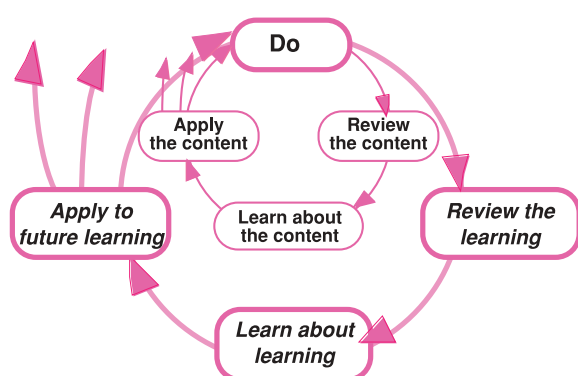 Do
Apply
the content
Review
the content
Learn about
the content
Apply to
future learning
Review the
learning
Learn about
learning